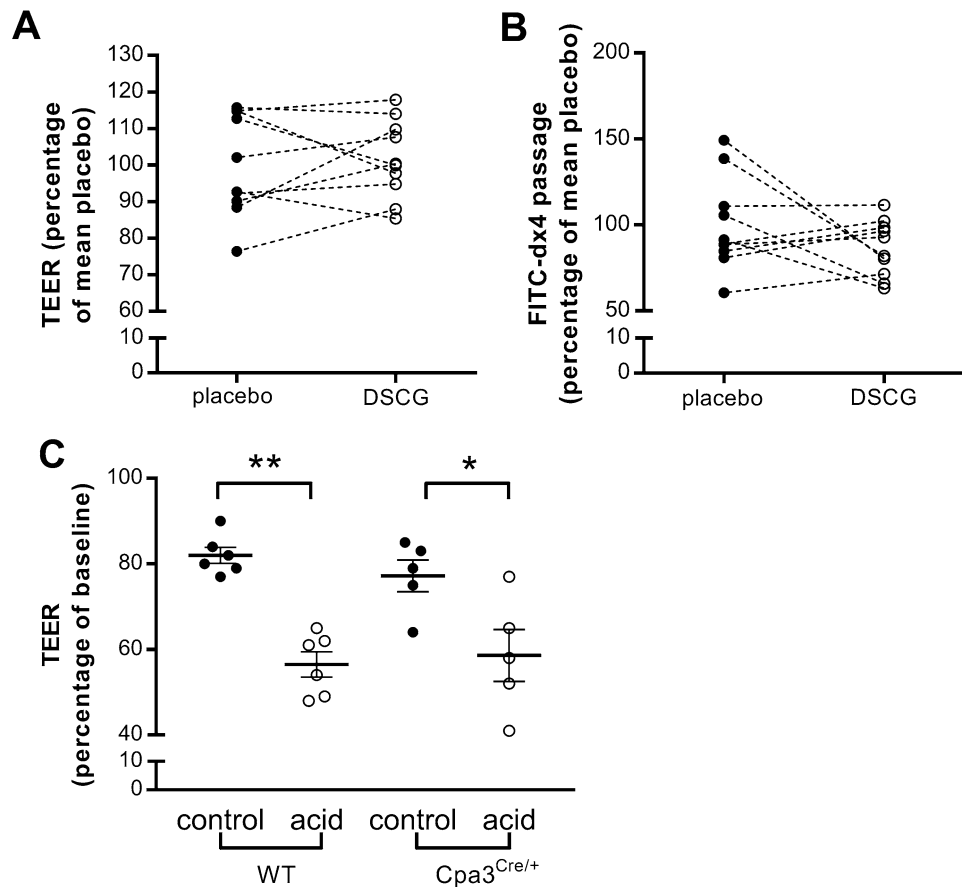 A
TEER (percentage
of mean placebo)
130
120
110
100
90
80
70
60
10
0
placebo
DSCG
B
FITC-dx4 passage
(percentage of mean placebo)
200
150
100
50
10
0
placebo
DSCG
C
TEER
(percentage of baseline)
100
80
60
40
10
0
**
*
control acid control acid
WT Cpa3Cre/+